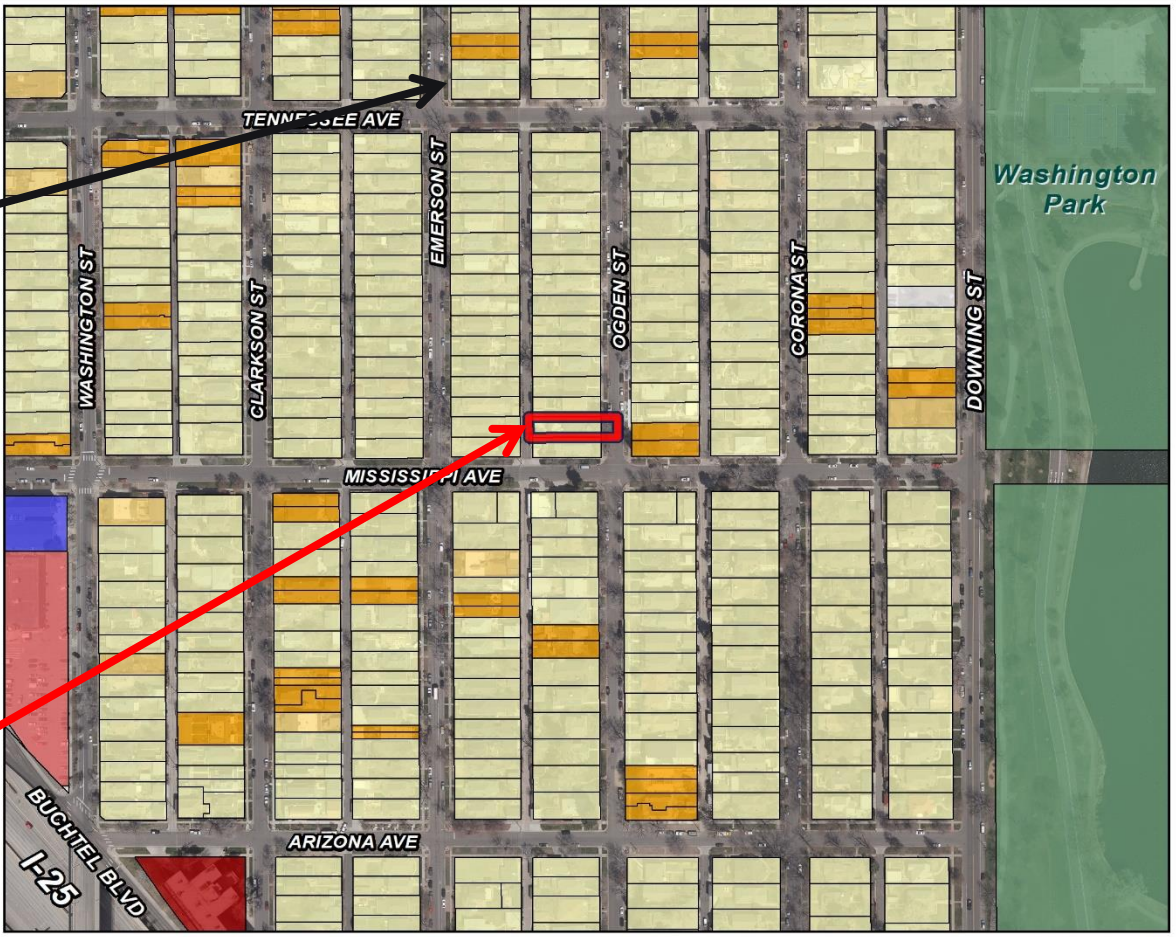 TENNESSEE AVE
EMERSON ST
Washington
Park
WASHINGTON ST
CLARKSON ST
OGDEN ST
CORONA ST
DOWNING ST
MISSISSIPPI AVE
BUCHTEL BLVD
I-25
ARIZONA AVE